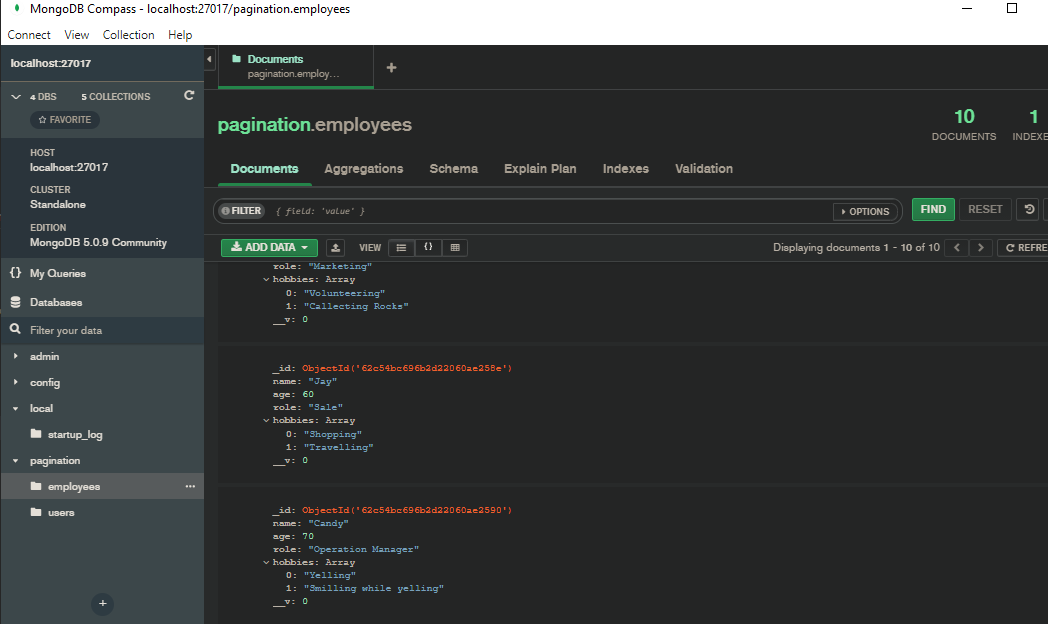 MongoDB Compass - localhost:27017/pagination.employees
Connect View Collection Help
localhost:27017
4 DBS 5 COLLECTIONS
FAVORITE
HOST
localhost:27017
CLUSTER
Standalone
EDITION
MongoDB 5.0.9 Community
{} My Queries
Databases
Filter your data
admin
config
local
startup_log
pagination
employees ...
users
+
Documents
pagination.employ...
+
pagination.employees
10
DOCUMENTS
1
INDEXE
Documents Aggregations Schema Explain Plan Indexes Validation
FILTER { field: 'value' } OPTIONS FIND RESET
ADD DATA VIEW {} Displaying documents 1 - 10 of 10 < > REFRE
role: "Marketing"
hobbies: Array
0: "Volunteering"
1: "Callecting Rocks"
__v: 0
_id: ObjectId('62c54bc696b2d22060ae258e')
name: "Jay"
age: 60
role: "Sale"
hobbies: Array
0: "Shopping"
1: "Travelling"
__v: 0
_id: ObjectId('62c54bc696b2d22060ae2590')
name: "Candy"
age: 70
role: "Operation Manager"
hobbies: Array
0: "Yelling"
1: "Smilling while yelling"
__v: 0